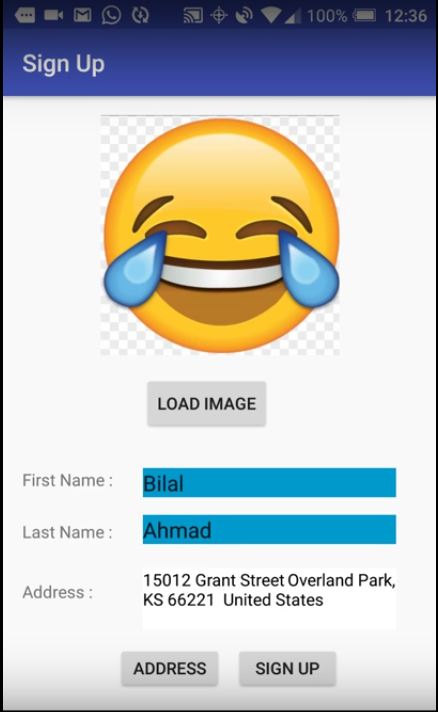 100% 12:36
Sign Up
LOAD IMAGE
First Name : Bilal
Last Name : Ahmad
Address : 15012 Grant Street Overland Park,
KS 66221 United States
ADDRESS SIGN UP